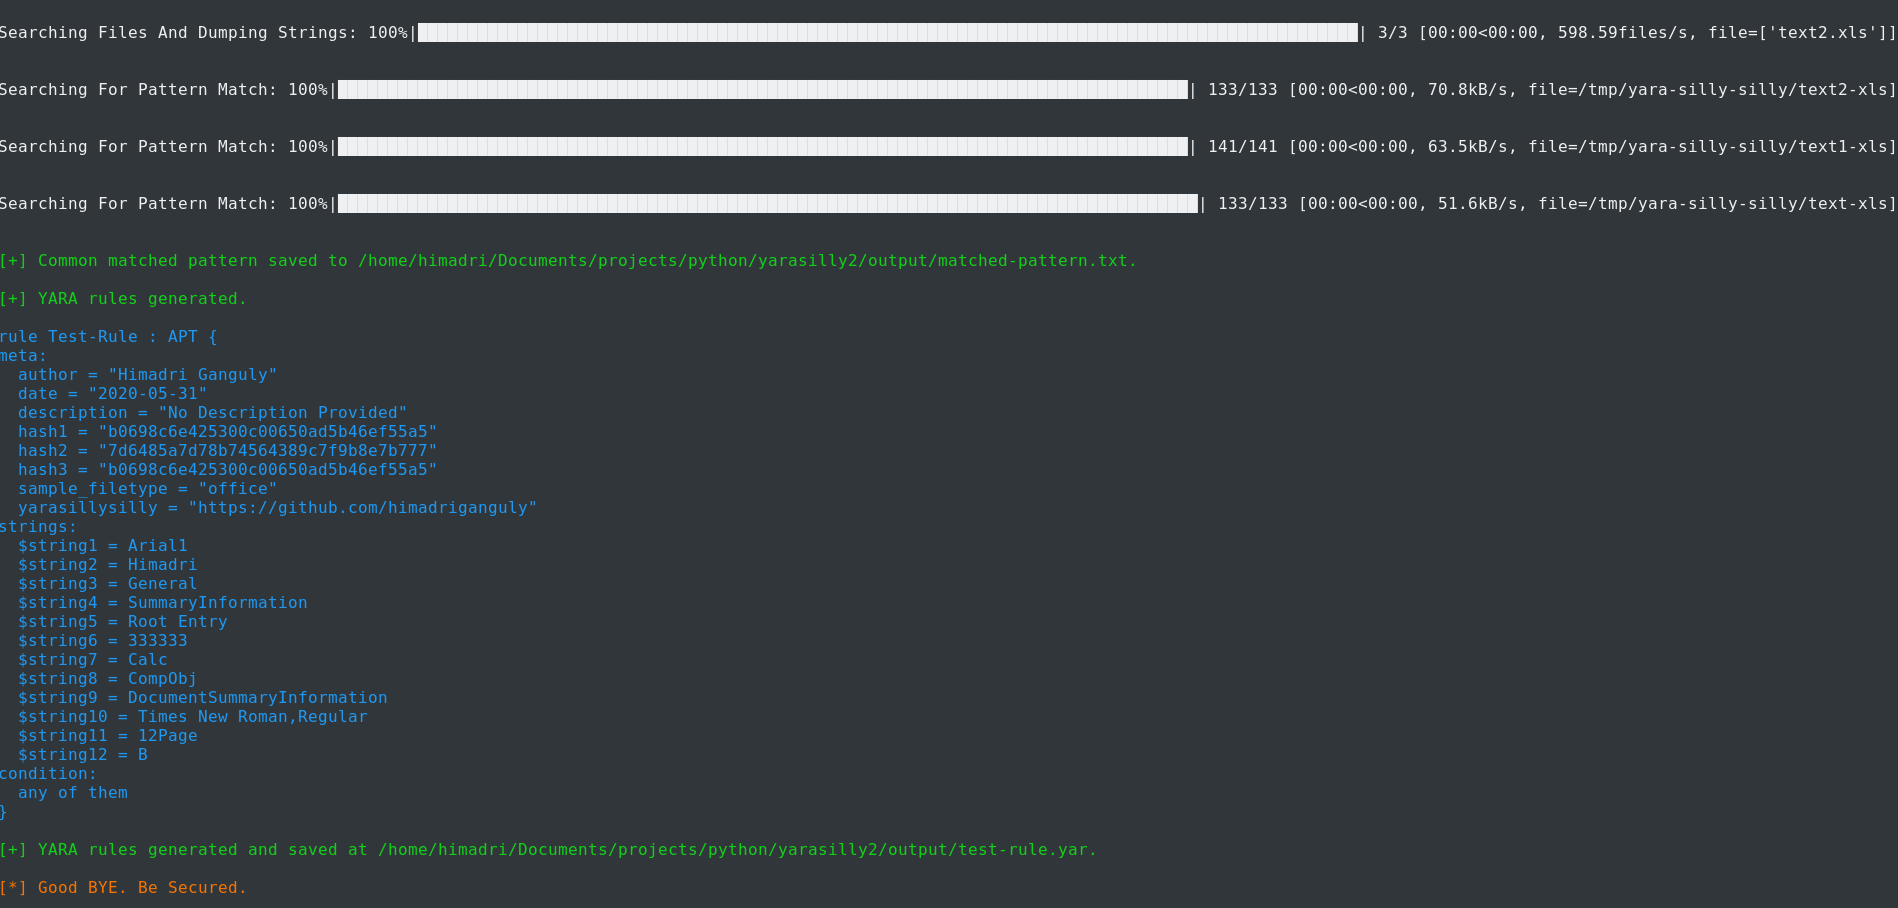 Searching Files And Dumping Strings: 100%|██████████| 3/3 [00:00<00:00, 598.59files/s, file=['text2.xls']]
Searching For Pattern Match: 100%|██████████| 133/133 [00:00<00:00, 70.8kB/s, file=/tmp/yara-silly-silly/text2-xls]
Searching For Pattern Match: 100%|██████████| 141/141 [00:00<00:00, 63.5kB/s, file=/tmp/yara-silly-silly/text1-xls]
Searching For Pattern Match: 100%|██████████| 133/133 [00:00<00:00, 51.6kB/s, file=/tmp/yara-silly-silly/text-xls]
[+] Common matched pattern saved to /home/himadri/Documents/projects/python/yarasilly2/output/matched-pattern.txt.
[+] YARA rules generated.
rule Test-Rule : APT {
meta:
  author = "Himadri Ganguly"
  date = "2020-05-31"
  description = "No Description Provided"
  hash1 = "b0698c6e425300c00650ad5b46ef55a5"
  hash2 = "7d6485a7d78b74564389c7f9b8e7b777"
  hash3 = "b0698c6e425300c00650ad5b46ef55a5"
  sample_filetype = "office"
  yarasillysilly = "https://github.com/himadriganguly"
strings:
  $string1 = Arial1
  $string2 = Himadri
  $string3 = General
  $string4 = SummaryInformation
  $string5 = Root Entry
  $string6 = 333333
  $string7 = Calc
  $string8 = CompObj
  $string9 = DocumentSummaryInformation
  $string10 = Times New Roman,Regular
  $string11 = 12Page
  $string12 = B
condition:
  any of them
}
[+] YARA rules generated and saved at /home/himadri/Documents/projects/python/yarasilly2/output/test-rule.yar.
[*] Good BYE. Be Secured.